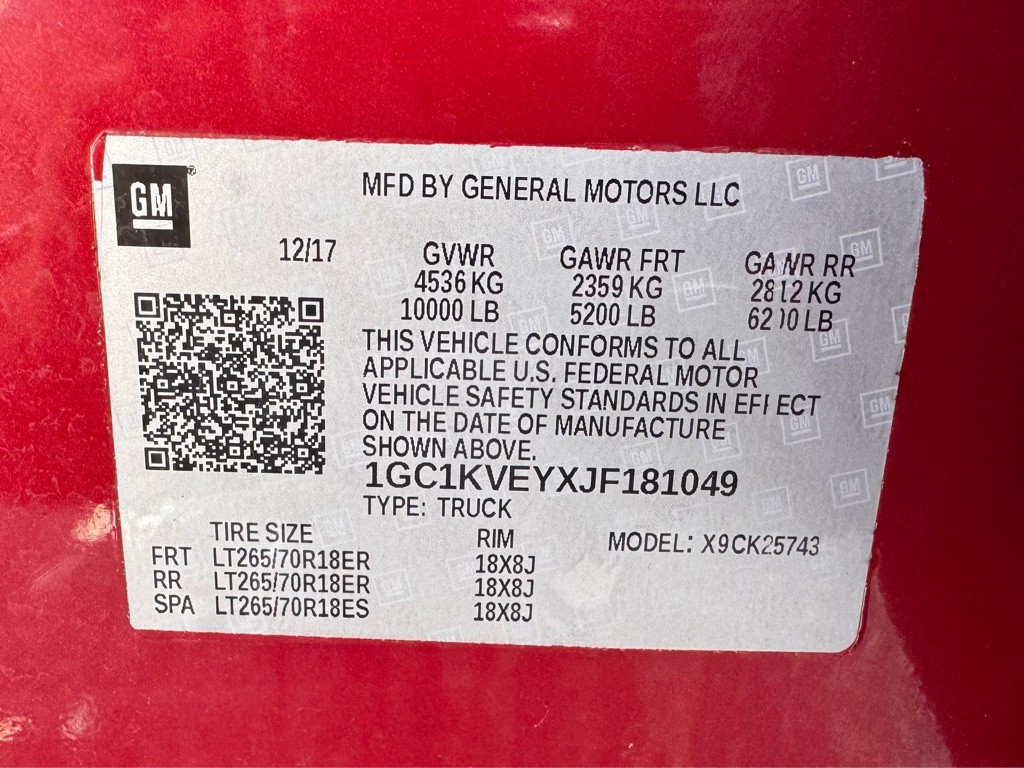 GM
MFD BY GENERAL MOTORS LLC
12/17 GVWR GAWR FRT GAWR RR
4536 KG 2359 KG 2812 KG
10000 LB 5200 LB 6200 LB
THIS VEHICLE CONFORMS TO ALL
APPLICABLE U.S. FEDERAL MOTOR
VEHICLE SAFETY STANDARDS IN EFFECT
ON THE DATE OF MANUFACTURE
SHOWN ABOVE.
1GC1KVEYXJF181049
TYPE: TRUCK
TIRE SIZE RIM MODEL: X9CK25743
FRT LT265/70R18ER 18X8J
RR LT265/70R18ER 18X8J
SPA LT265/70R18ES 18X8J